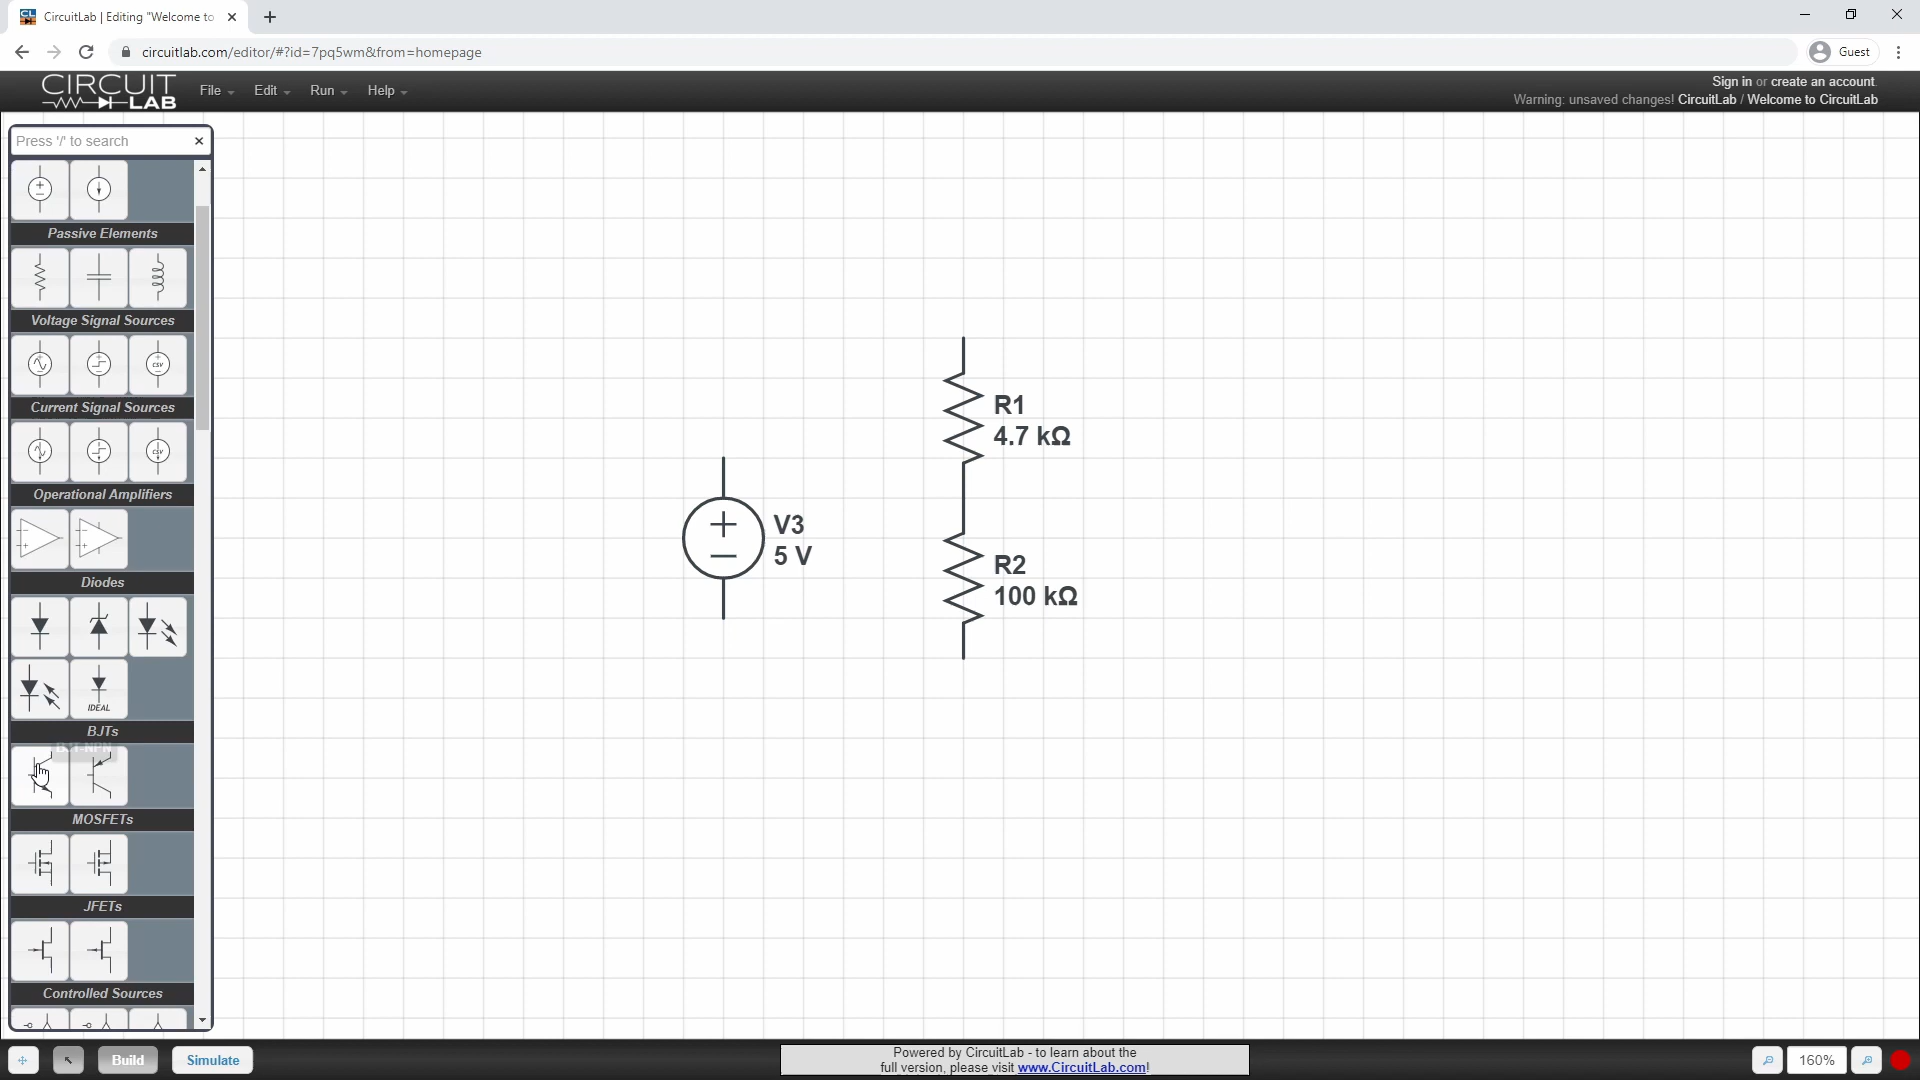 CircuitLab | Editing "Welcome to
circuitlab.com/editor/#?id=7pq5wm&from=homepage
Guest
CIRCUIT
LAB
File
Edit
Run
Help
Sign in or create an account.
Warning: unsaved changes! CircuitLab / Welcome to CircuitLab
Press '/' to search
Passive Elements
Voltage Signal Sources
CSV
Current Signal Sources
CSV
Operational Amplifiers
Diodes
IDEAL
BJTs
BJT-NPN
MOSFETs
JFETs
Controlled Sources
R1
4.7 kΩ
V3
5 V
R2
100 kΩ
Build
Simulate
Powered by CircuitLab - to learn about the
full version, please visit www.CircuitLab.com!
160%